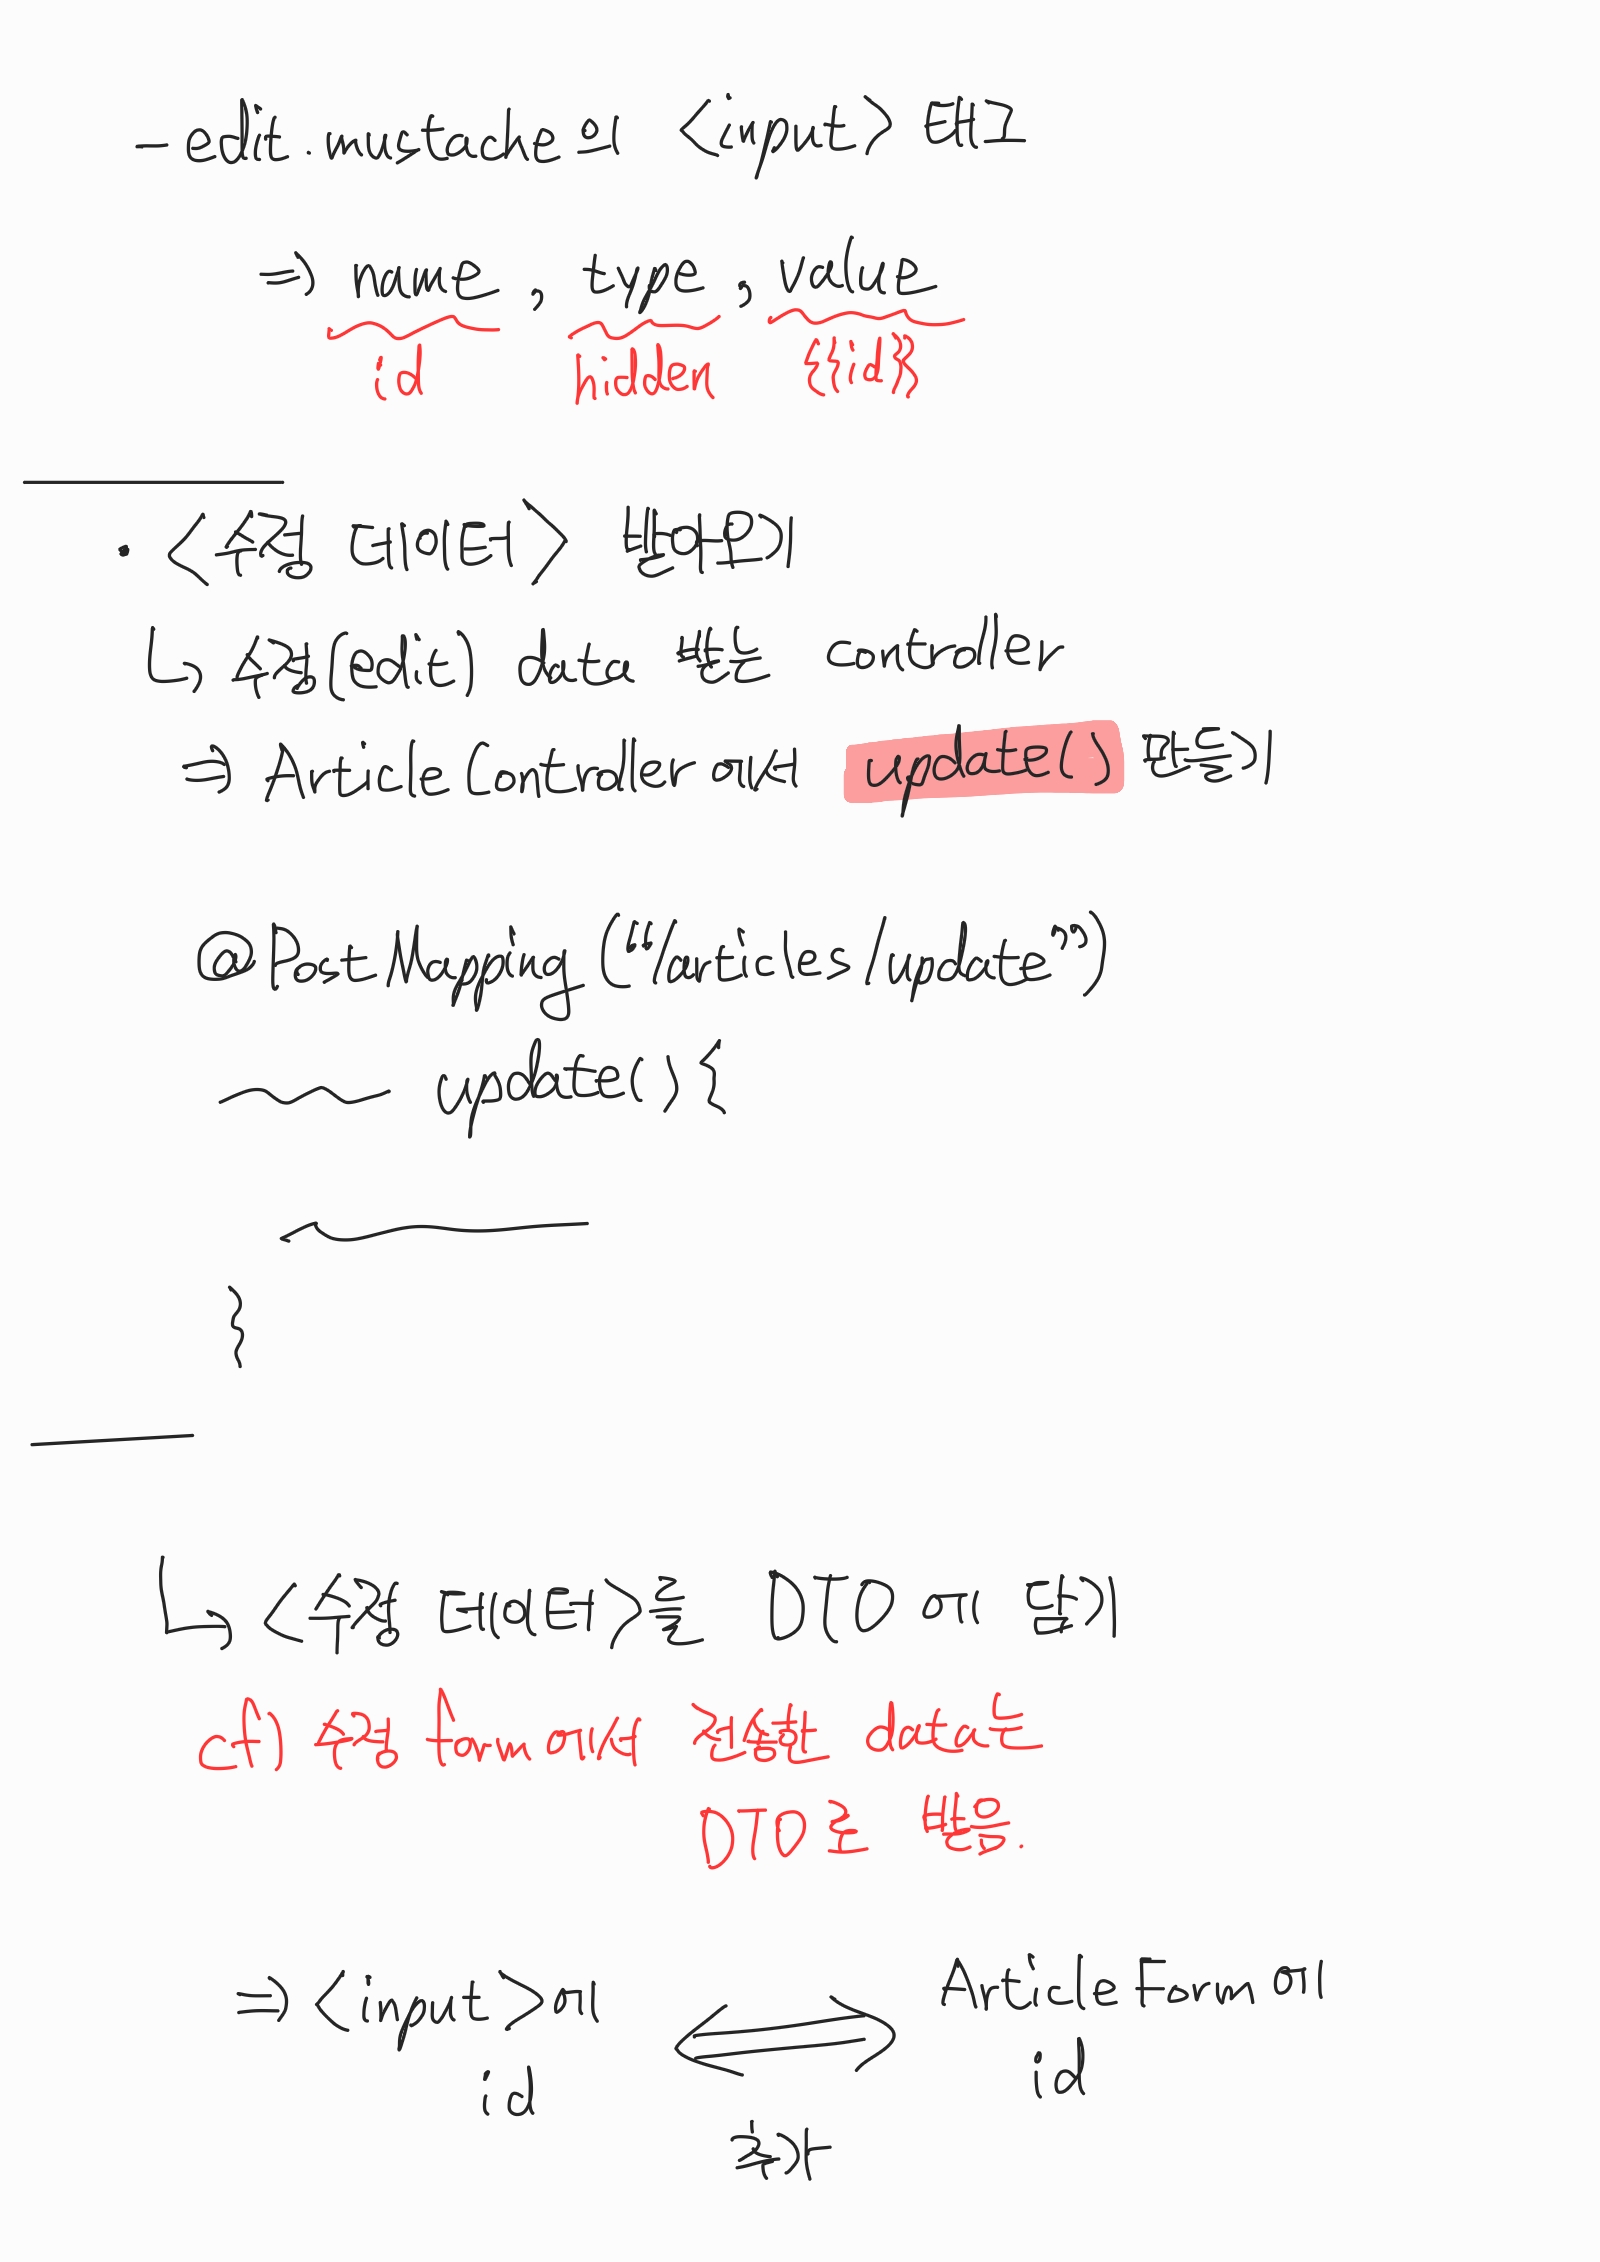 - edit.mustache의 <input> 태그
⇒ name, type, value
id hidden {{id}}
· <수정 데이터> 받아오기
↳ 수정(edit) data 받는 controller
⇒ ArticleController에서 update() 만들기
@PostMapping(“/articles/update”)
update(){
}
↳ <수정 데이터>를 DTO에 담기
cf) 수정 form에서 전송한 data는
DTO로 받음.
⇒ <input>에 ⟺ ArticleForm에
id id
추가